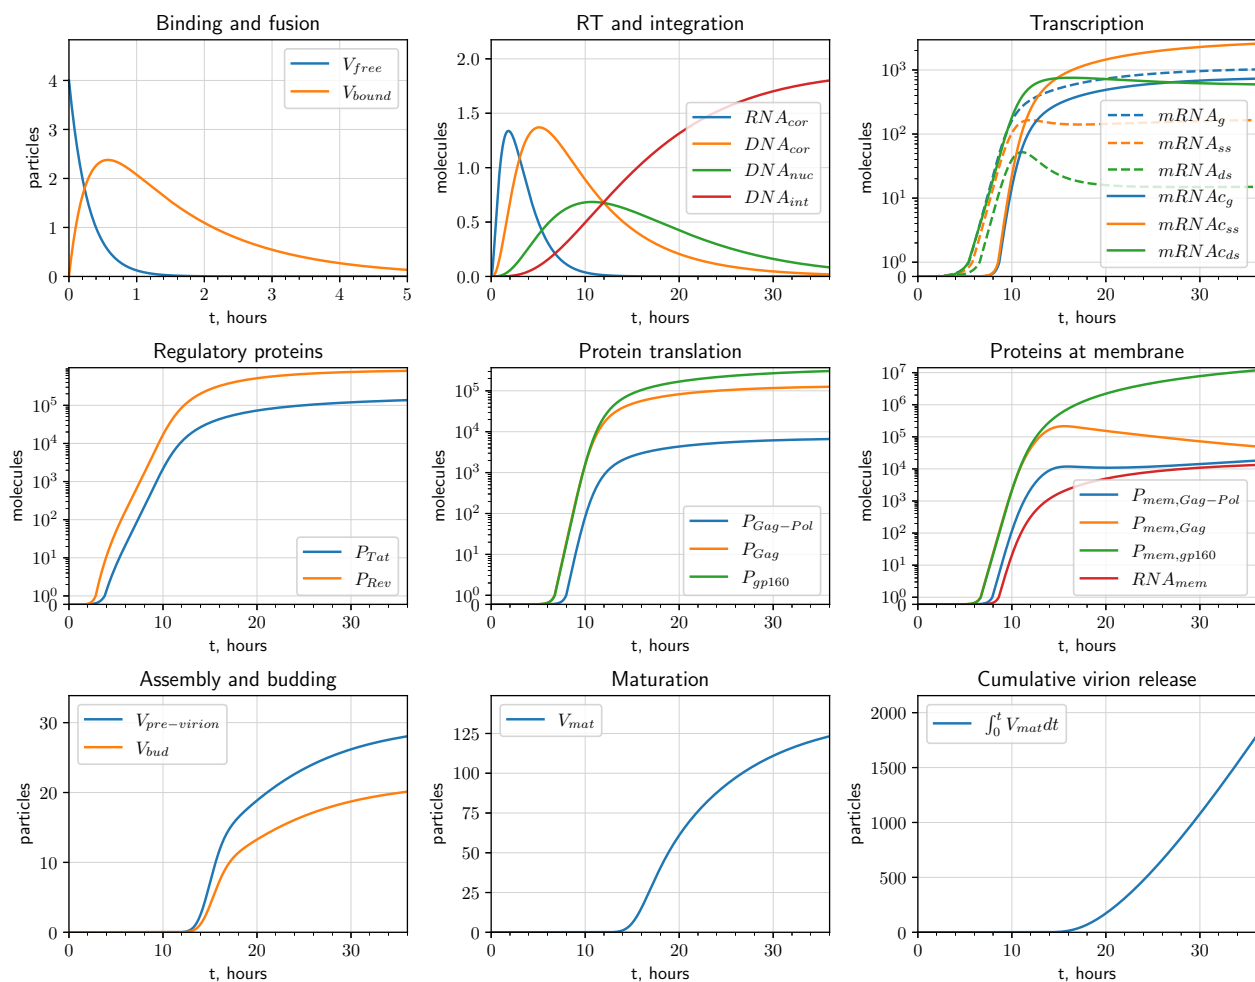 Binding and fusion
particles
4
3
2
1
0
V_free
V_bound
0 1 2 3 4 5
t, hours
RT and integration
molecules
2.0
1.5
1.0
0.5
0.0
RNA_cor
DNA_cor
DNA_nuc
DNA_int
0 10 20 30
t, hours
Transcription
molecules
10^3
10^2
10^1
10^0
0
mRNA_g
mRNA_ss
mRNA_ds
mRNAc_g
mRNAc_ss
mRNAc_ds
0 10 20 30
t, hours
Regulatory proteins
molecules
10^5
10^4
10^3
10^2
10^1
10^0
0
P_Tat
P_Rev
0 10 20 30
t, hours
Protein translation
molecules
10^5
10^4
10^3
10^2
10^1
10^0
0
P_Gag−Pol
P_Gag
P_gp160
0 10 20 30
t, hours
Proteins at membrane
molecules
10^7
10^6
10^5
10^4
10^3
10^2
10^1
10^0
0
P_mem,Gag−Pol
P_mem,Gag
P_mem,gp160
RNA_mem
0 10 20 30
t, hours
Assembly and budding
particles
30
20
10
0
V_pre−virion
V_bud
0 10 20 30
t, hours
Maturation
particles
125
100
75
50
25
0
V_mat
0 10 20 30
t, hours
Cumulative virion release
particles
2000
1500
1000
500
0
∫_0^t V_mat dt
0 10 20 30
t, hours